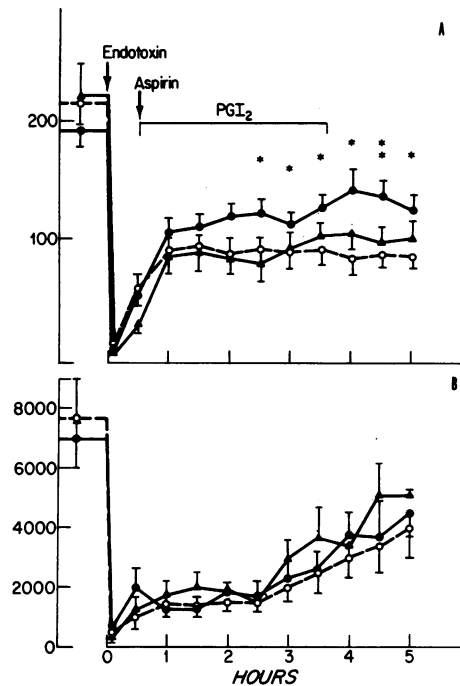 A
Endotoxin
Aspirin
PGI₂
200
100
* * * * * *
* *
B
8000
6000
4000
2000
0
0 1 2 3 4 5
HOURS